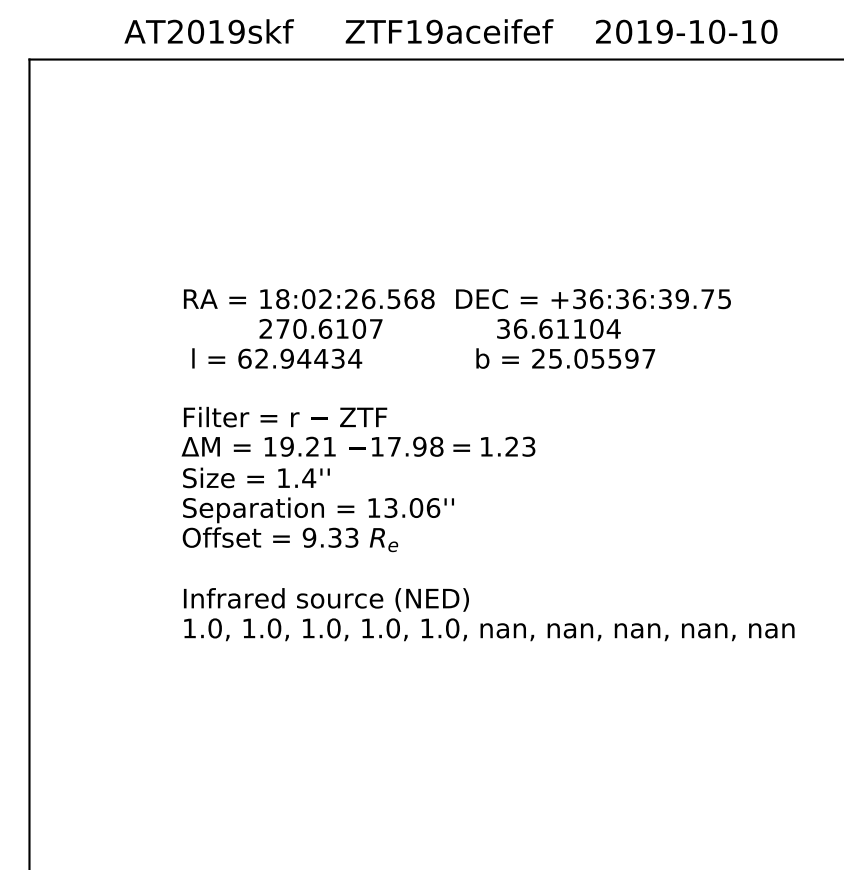 AT2019skf ZTF19aceifef 2019-10-10
RA = 18:02:26.568 DEC = +36:36:39.75
270.6107 36.61104
l = 62.94434 b = 25.05597
Filter = r − ZTF
ΔM = 19.21 −17.98 = 1.23
Size = 1.4''
Separation = 13.06''
Offset = 9.33 Re
Infrared source (NED)
1.0, 1.0, 1.0, 1.0, 1.0, nan, nan, nan, nan, nan